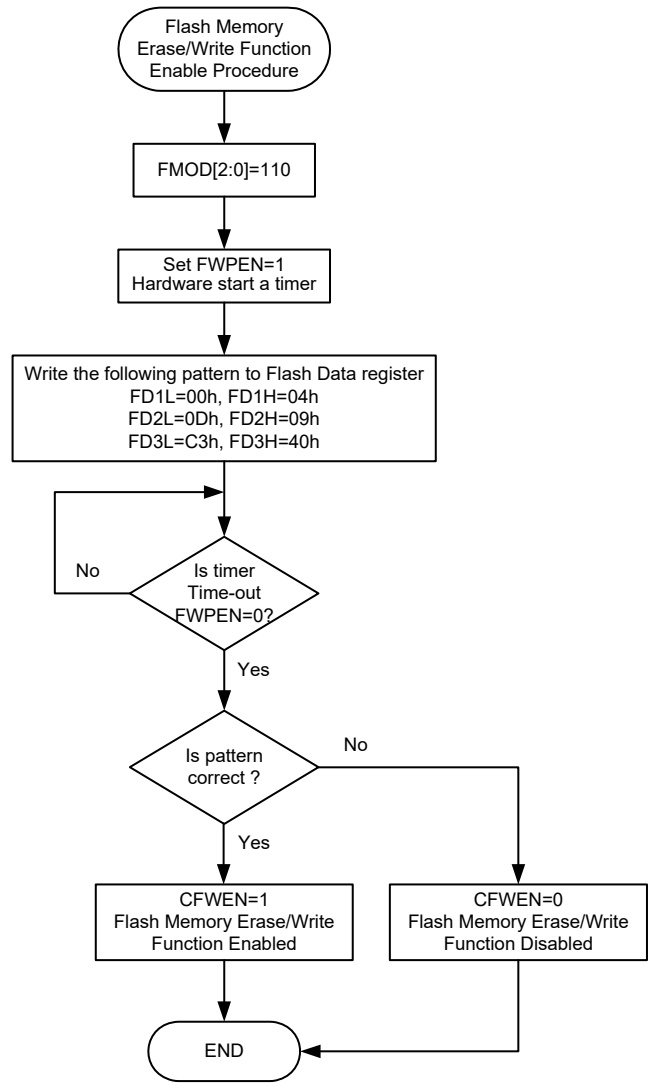 Flash Memory
Erase/Write Function
Enable Procedure
FMOD[2:0]=110
Set FWPEN=1
Hardware start a timer
Write the following pattern to Flash Data register
FD1L=00h, FD1H=04h
FD2L=0Dh, FD2H=09h
FD3L=C3h, FD3H=40h
No
Is timer
Time-out
FWPEN=0?
Yes
Is pattern
correct ?
No
Yes
CFWEN=1
Flash Memory Erase/Write
Function Enabled
CFWEN=0
Flash Memory Erase/Write
Function Disabled
END